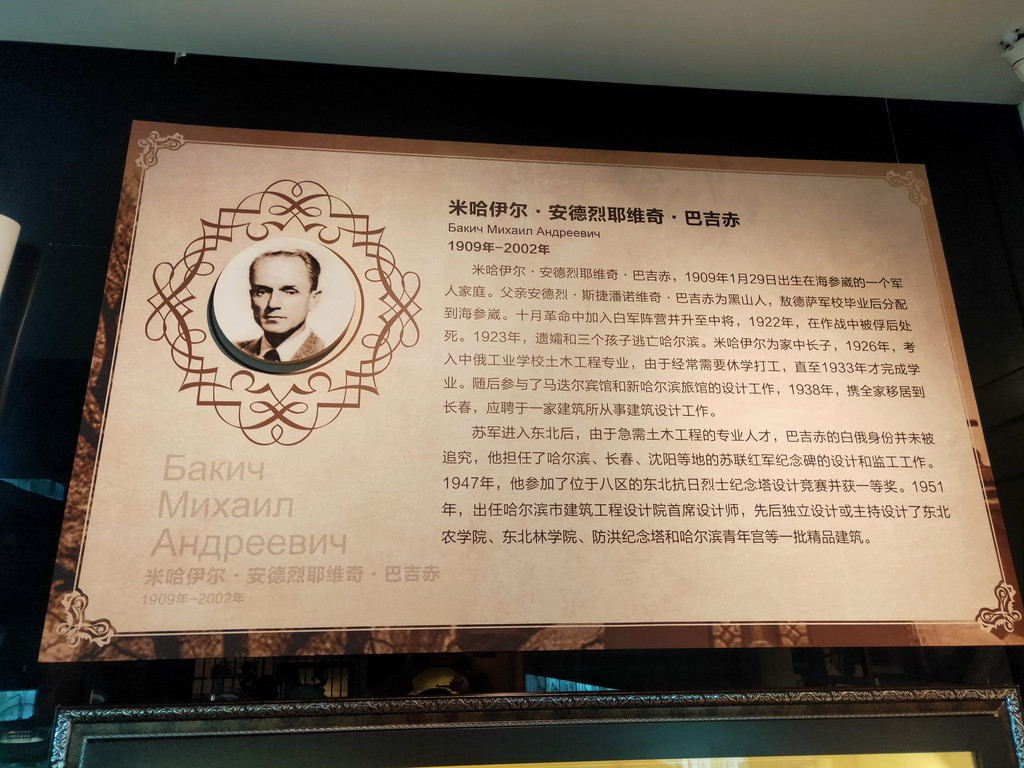 米哈伊尔·安德烈耶维奇·巴吉赤
Бакич Михаил Андреевич
1909年-2002年
米哈伊尔·安德烈耶维奇·巴吉赤，1909年1月29日出生在海参崴的一个军
人家庭。父亲安德烈·斯捷潘诺维奇·巴吉赤为黑山人，敖德萨军校毕业后分配
到海参崴。十月革命中加入白军阵营并升至中将，1922年，在作战中被俘后处
死。1923年，遗孀和三个孩子逃亡哈尔滨。米哈伊尔为家中长子，1926年，考
入中俄工业学校土木工程专业，由于经常需要休学打工，直至1933年才完成学
业。随后参与了马迭尔宾馆和新哈尔滨旅馆的设计工作，1938年，携全家移居到
长春，应聘于一家建筑所从事建筑设计工作。
苏军进入东北后，由于急需土木工程的专业人才，巴吉赤的白俄身份并未被
追究，他担任了哈尔滨、长春、沈阳等地的苏联红军纪念碑的设计和监工工作。
1947年，他参加了位于八区的东北抗日烈士纪念塔设计竞赛并获一等奖。1951
年，出任哈尔滨市建筑工程设计院首席设计师，先后独立设计或主持设计了东北
农学院、东北林学院、防洪纪念塔和哈尔滨青年宫等一批精品建筑。
Бакич
Михаил
Андреевич
米哈伊尔·安德烈耶维奇·巴吉赤
1909年-2002年